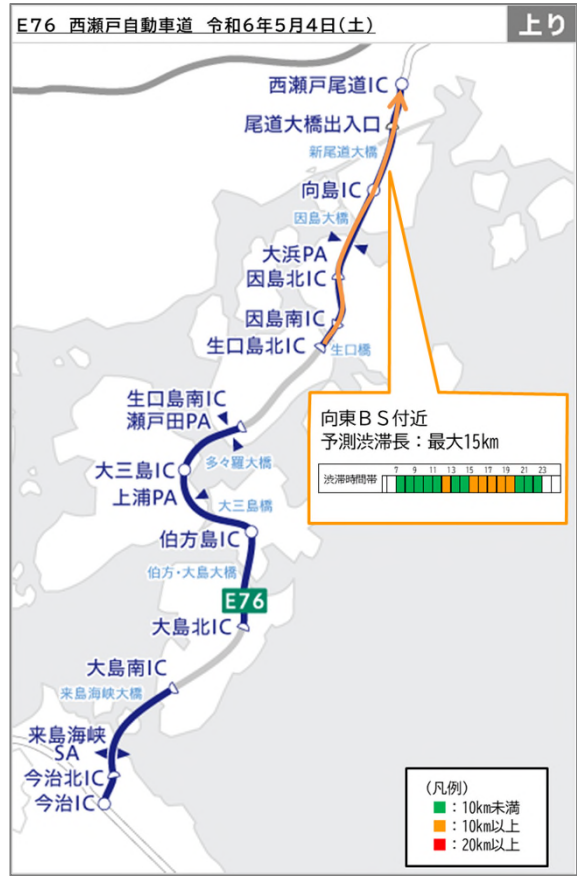 E76 西瀬戸自動車道 令和6年5月4日(土)
上り
西瀬戸尾道IC
尾道大橋出入口
新尾道大橋
向島IC
因島大橋
大浜PA
因島北IC
因島南IC
生口島北IC
生口橋
向東BS付近
予測渋滞長:最大15km
渋滞時間帯
7 9 11 13 15 17 19 21 23
生口島南IC
瀬戸田PA
多々羅大橋
大三島IC
上浦PA
大三島橋
伯方島IC
伯方・大島大橋
E76
大島北IC
大島南IC
来島海峡大橋
来島海峡
SA
今治北IC
今治IC
(凡例)
:10km未満
:10km以上
:20km以上